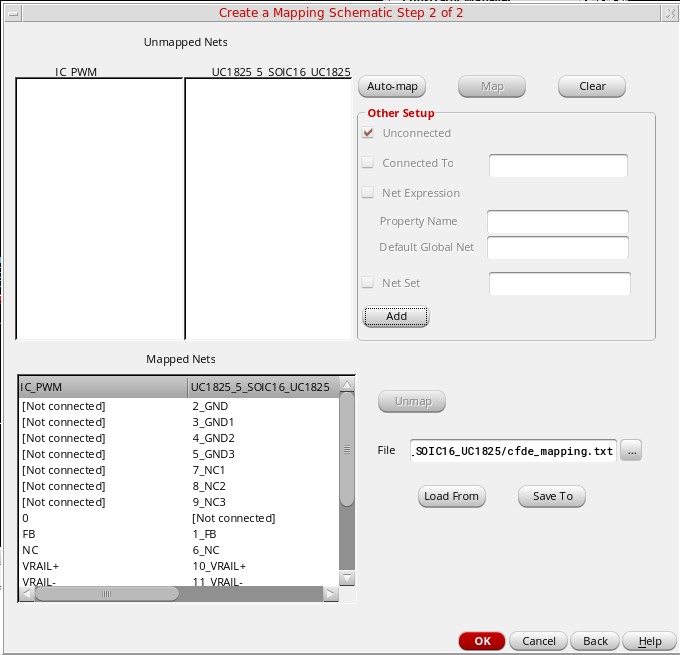 Create a Mapping Schematic Step 2 of 2
Unmapped Nets
IC_PWM UC1825_5_SOIC16_UC1825
Auto-map Map Clear
Other Setup
Unconnected
Connected To
Net Expression
Property Name
Default Global Net
Net Set
Add
Mapped Nets
IC_PWM UC1825_5_SOIC16_UC1825
[Not connected] 2_GND
[Not connected] 3_GND1
[Not connected] 4_GND2
[Not connected] 5_GND3
[Not connected] 7_NC1
[Not connected] 8_NC2
[Not connected] 9_NC3
0 [Not connected]
FB 1_FB
NC 6_NC
VRAIL+ 10_VRAIL+
VRAIL- 11_VRAIL-
Unmap
File _SOIC16_UC1825/cfde_mapping.txt ...
Load From Save To
OK Cancel Back Help